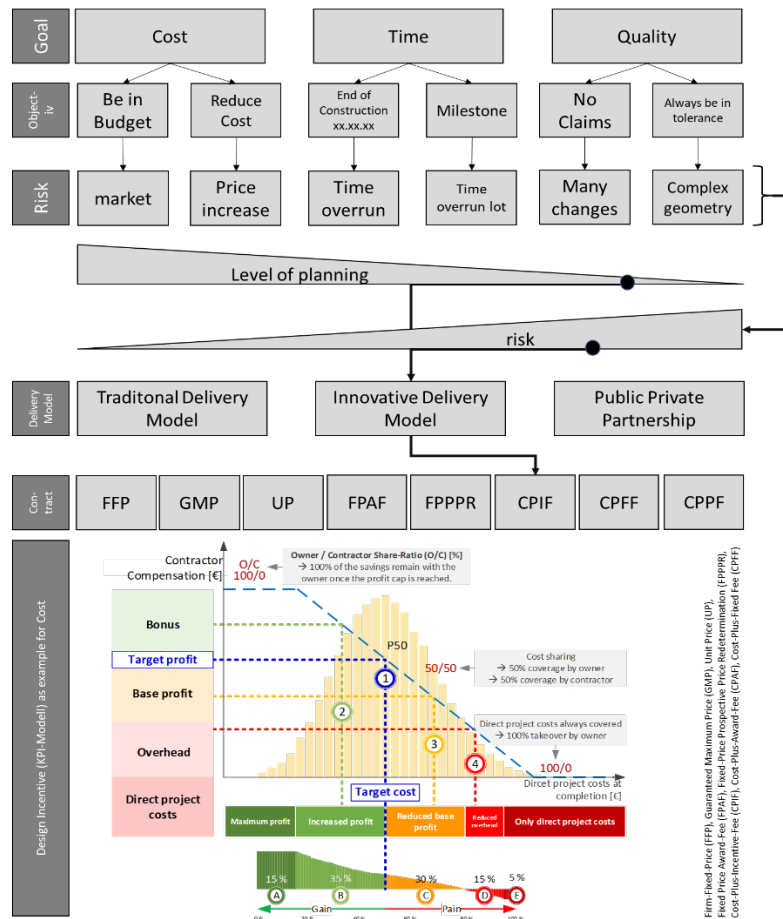 Goal
Cost
Time
Quality
Object-
iv
Be in
Budget
Reduce
Cost
End of
Construction
xx.xx.xx
Milestone
No
Claims
Always be in
tolerance
Risk
market
Price
increase
Time
overrun
Time
overrun lot
Many
changes
Complex
geometry
Level of planning
risk
Delivery
Model
Traditonal Delivery
Model
Innovative Delivery
Model
Public Private
Partnership
Con-
tract
FFP
GMP
UP
FPAF
FPPPR
CPIF
CPFF
CPPF
Design Incentive (KPI-Modell) as example for Cost
Contractor
Compensation [€]
O/C
100/0
Owner / Contractor Share-Ratio (O/C) [%]
→ 100% of the savings remain with the
owner once the profit cap is reached.
Bonus
Target profit
Base profit
Overhead
Direct project
costs
P50
50/50
Cost sharing
→ 50% coverage by owner
→ 50% coverage by contractor
1
2
3
4
Direct project costs always covered
→ 100% takeover by owner
100/0
Target cost
Dircet project costs at
completion [€]
Maximum profit
Increased profit
Reduced base
profit
Reduced
overhead
Only direct project costs
15 %
35 %
30 %
15 %
5 %
A
B
C
D
E
Gain
Pain
0 %
20 %
40 %
60 %
80 %
100 %
Firm-Fixed-Price (FFP), Guaranteed Maximum Price (GMP), Unit Price (UP),
Fixed Price Award-Fee (FPAF), Fixed-Price Prospective Price Redetermination (FPPPR),
Cost-Plus-Incentive-Fee (CPIF), Cost-Plus-Award-Fee (CPAF), Cost-Plus-Fixed Fee (CPFF)